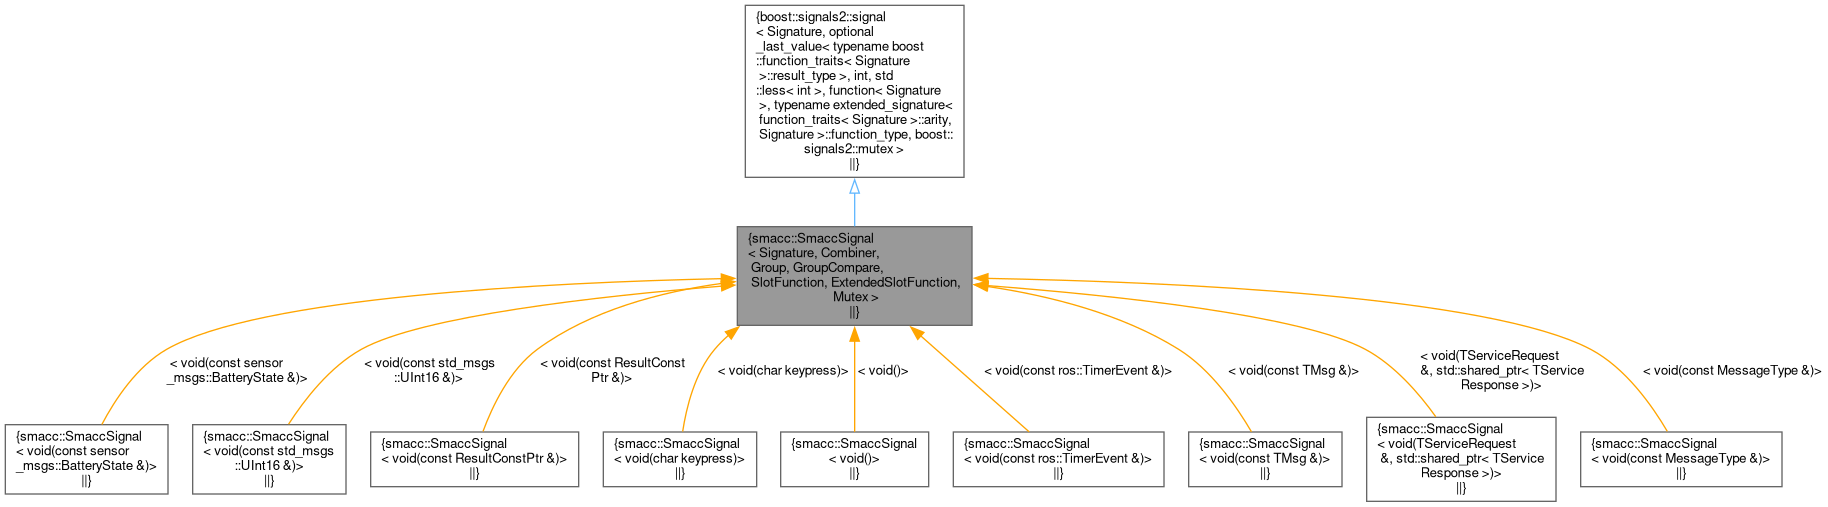 {boost::signals2::signal
< Signature, optional
_last_value< typename boost
::function_traits< Signature
>::result_type >, int, std
::less< int >, function< Signature
>, typename extended_signature<
function_traits< Signature >::arity,
Signature >::function_type, boost::
signals2::mutex >
||}
{smacc::SmaccSignal
< Signature, Combiner,
Group, GroupCompare,
SlotFunction, ExtendedSlotFunction,
Mutex >
||}
< void(const sensor
_msgs::BatteryState &)>
< void(const std_msgs
::UInt16 &)>
< void(const ResultConst
Ptr &)>
< void(char keypress)>
< void()>
< void(const ros::TimerEvent &)>
< void(const TMsg &)>
< void(TServiceRequest
&, std::shared_ptr< TService
Response >)>
< void(const MessageType &)>
{smacc::SmaccSignal
< void(const sensor
_msgs::BatteryState &)>
||}
{smacc::SmaccSignal
< void(const std_msgs
::UInt16 &)>
||}
{smacc::SmaccSignal
< void(const ResultConstPtr &)>
||}
{smacc::SmaccSignal
< void(char keypress)>
||}
{smacc::SmaccSignal
< void()>
||}
{smacc::SmaccSignal
< void(const ros::TimerEvent &)>
||}
{smacc::SmaccSignal
< void(const TMsg &)>
||}
{smacc::SmaccSignal
< void(TServiceRequest
&, std::shared_ptr< TService
Response >)>
||}
{smacc::SmaccSignal
< void(const MessageType &)>
||}